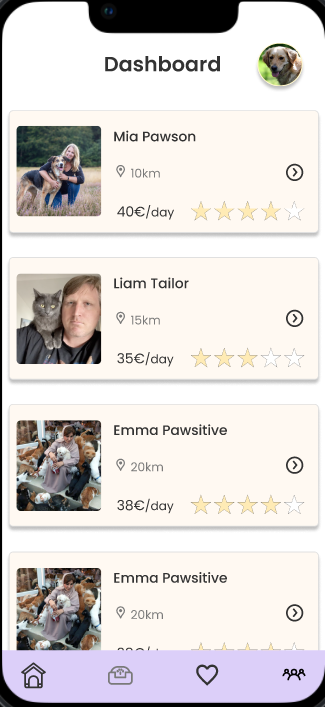 Dashboard
Mia Pawson
10km
40€/day
Liam Tailor
15km
35€/day
Emma Pawsitive
20km
38€/day
Emma Pawsitive
20km